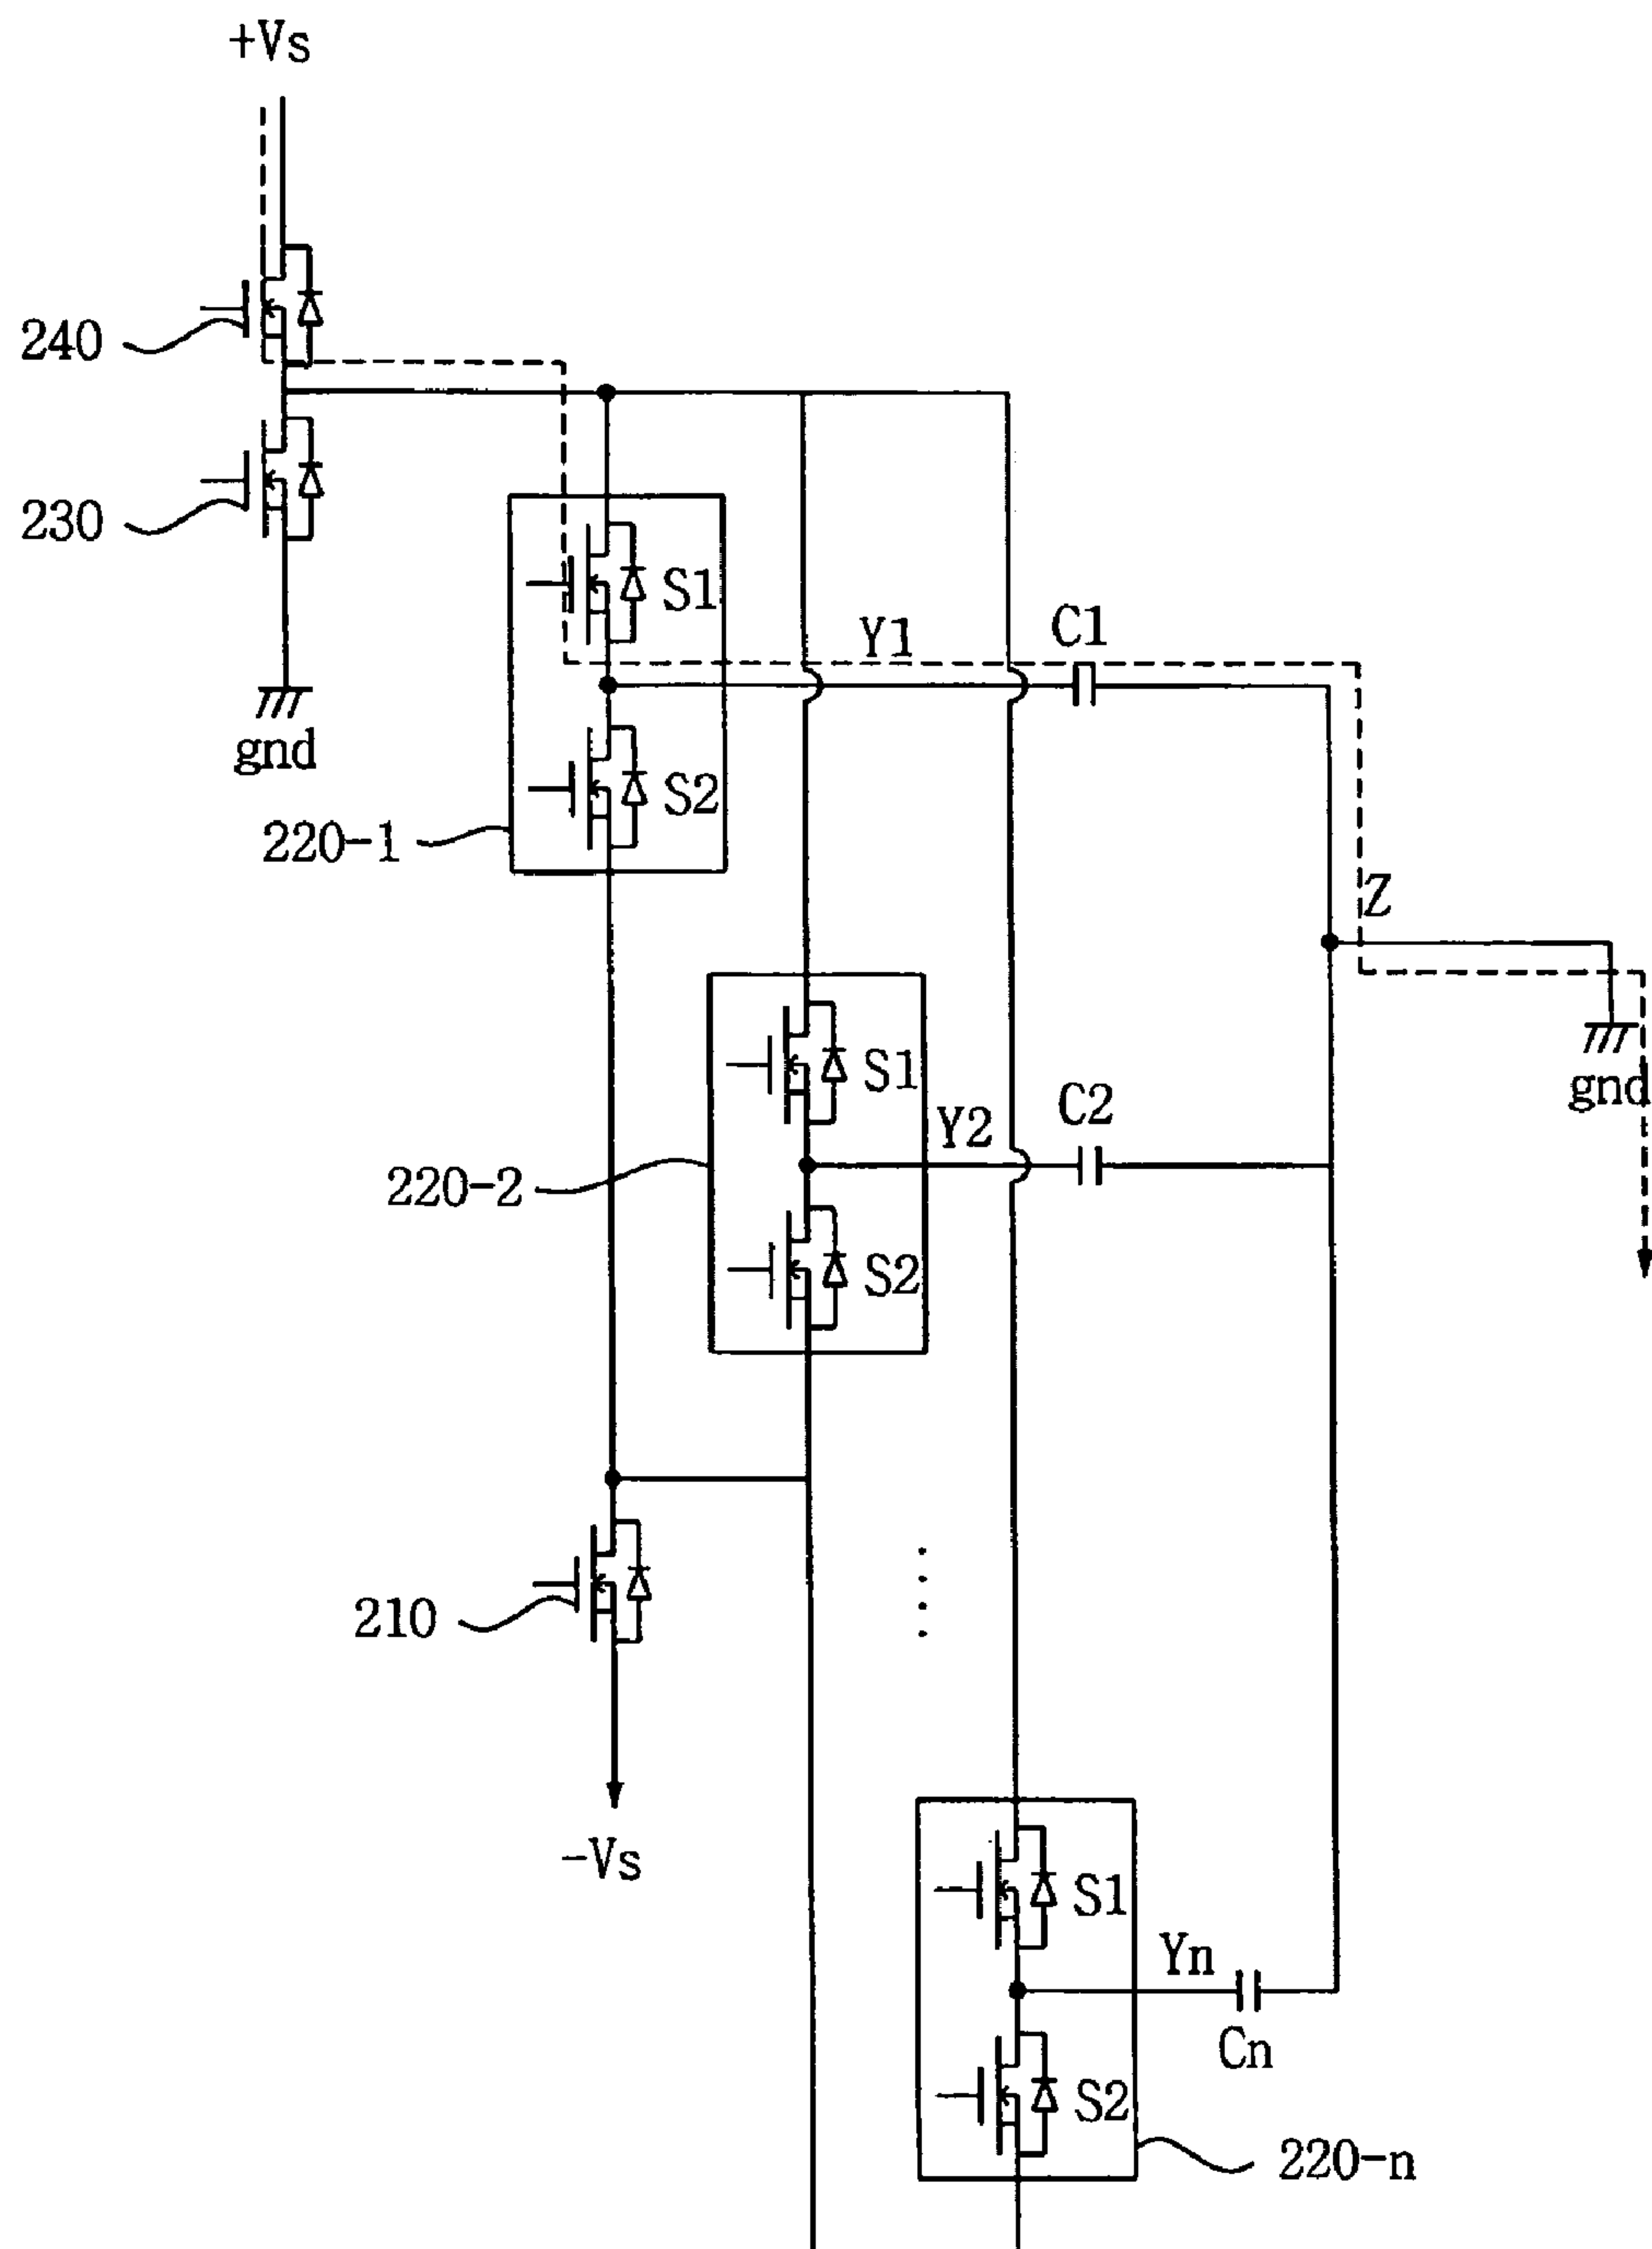 +Vs
240
230
gnd
S1
Y1
C1
S2
220-1
Z
gnd
S1
Y2
C2
220-2
S2
210
-Vs
S1
Yn
Cn
S2
220-n